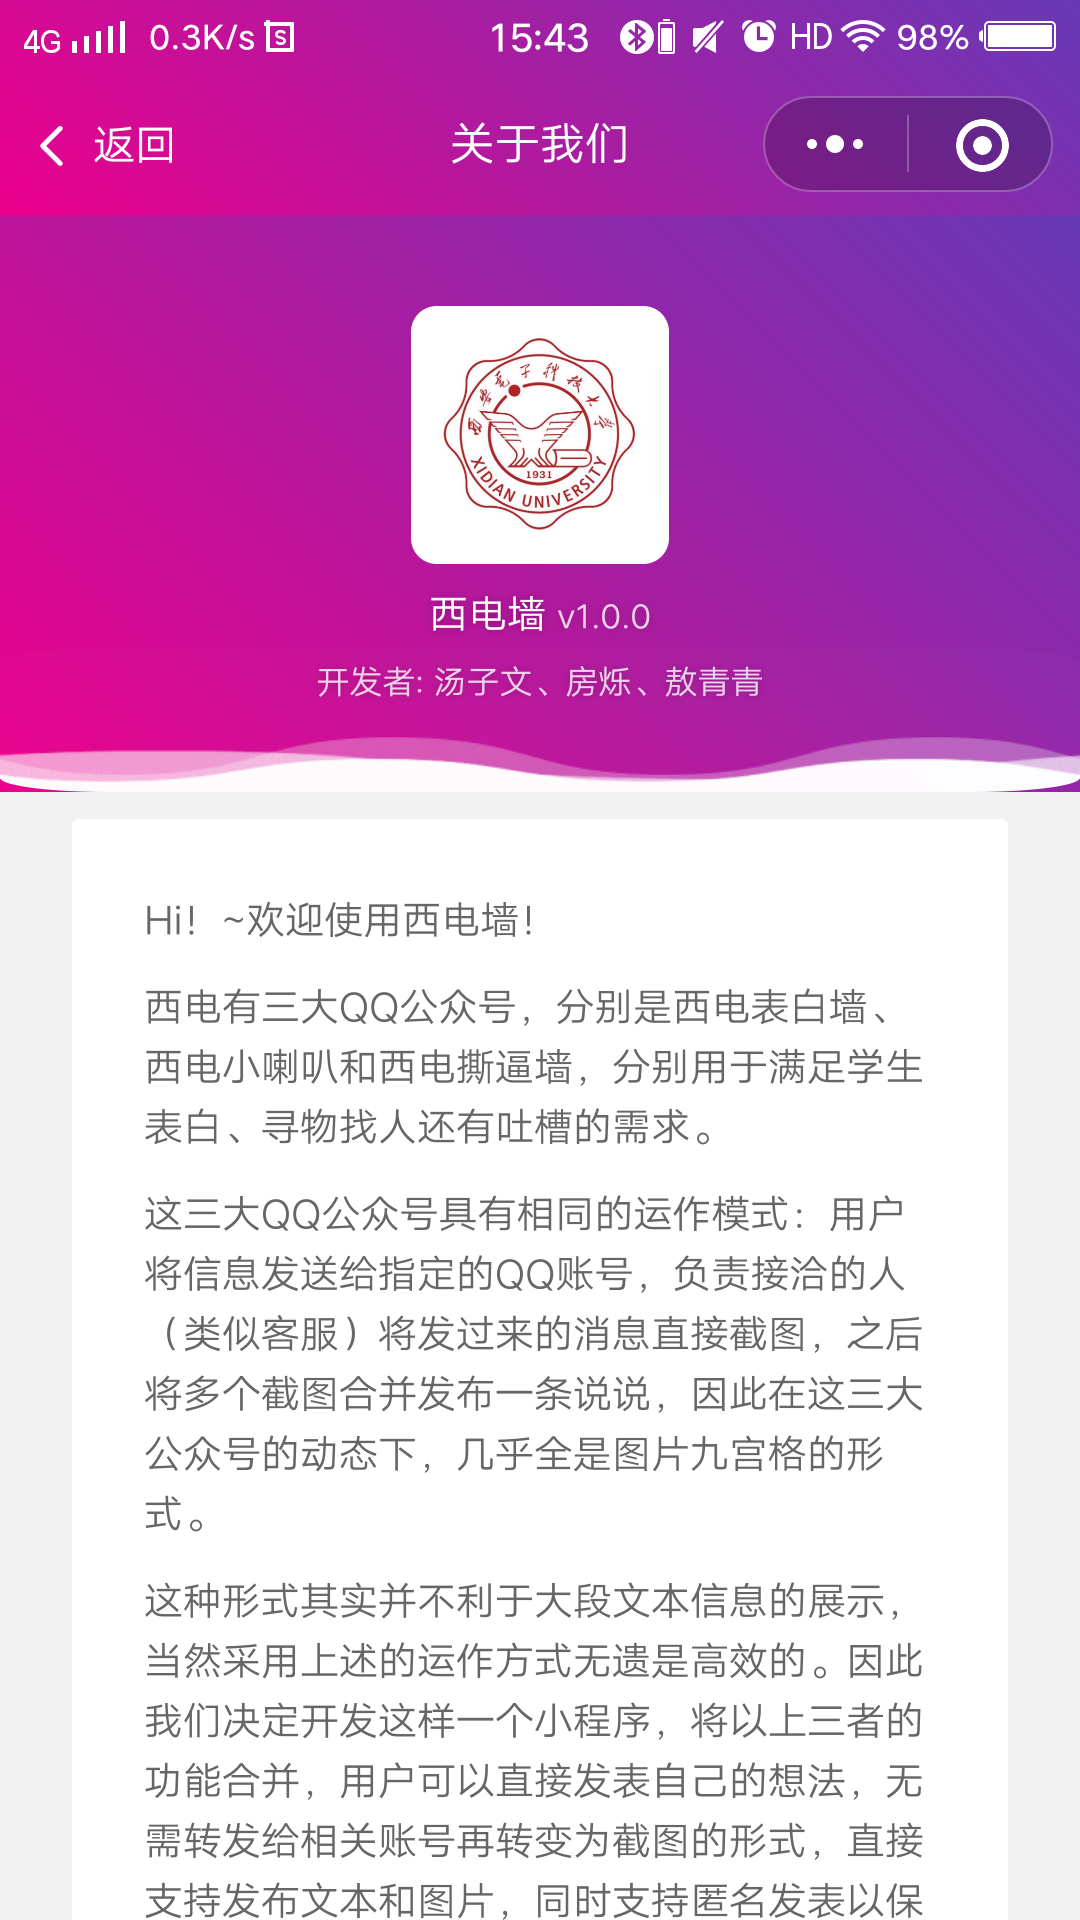 4G 0.3K/s S 15:43 HD 98%
返回 关于我们
西安电子科技大学
1931
XIDIAN UNIVERSITY
西电墙 v1.0.0
开发者: 汤子文、房烁、敖青青
Hi！~欢迎使用西电墙！
西电有三大QQ公众号，分别是西电表白墙、
西电小喇叭和西电撕逼墙，分别用于满足学生
表白、寻物找人还有吐槽的需求。
这三大QQ公众号具有相同的运作模式：用户
将信息发送给指定的QQ账号，负责接洽的人
（类似客服）将发过来的消息直接截图，之后
将多个截图合并发布一条说说，因此在这三大
公众号的动态下，几乎全是图片九宫格的形
式。
这种形式其实并不利于大段文本信息的展示，
当然采用上述的运作方式无遗是高效的。因此
我们决定开发这样一个小程序，将以上三者的
功能合并，用户可以直接发表自己的想法，无
需转发给相关账号再转变为截图的形式，直接
支持发布文本和图片，同时支持匿名发表以保